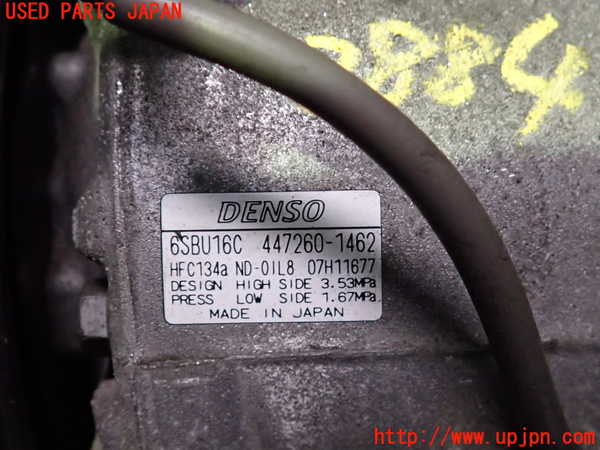 USED PARTS JAPAN
3884
DENSO
6SBU16C 447260-1462
HFC134a ND-OIL8 07H11677
DESIGN HIGH SIDE 3.53MPa
PRESS LOW SIDE 1.67MPa
MADE IN JAPAN
http://www.upjpn.com/